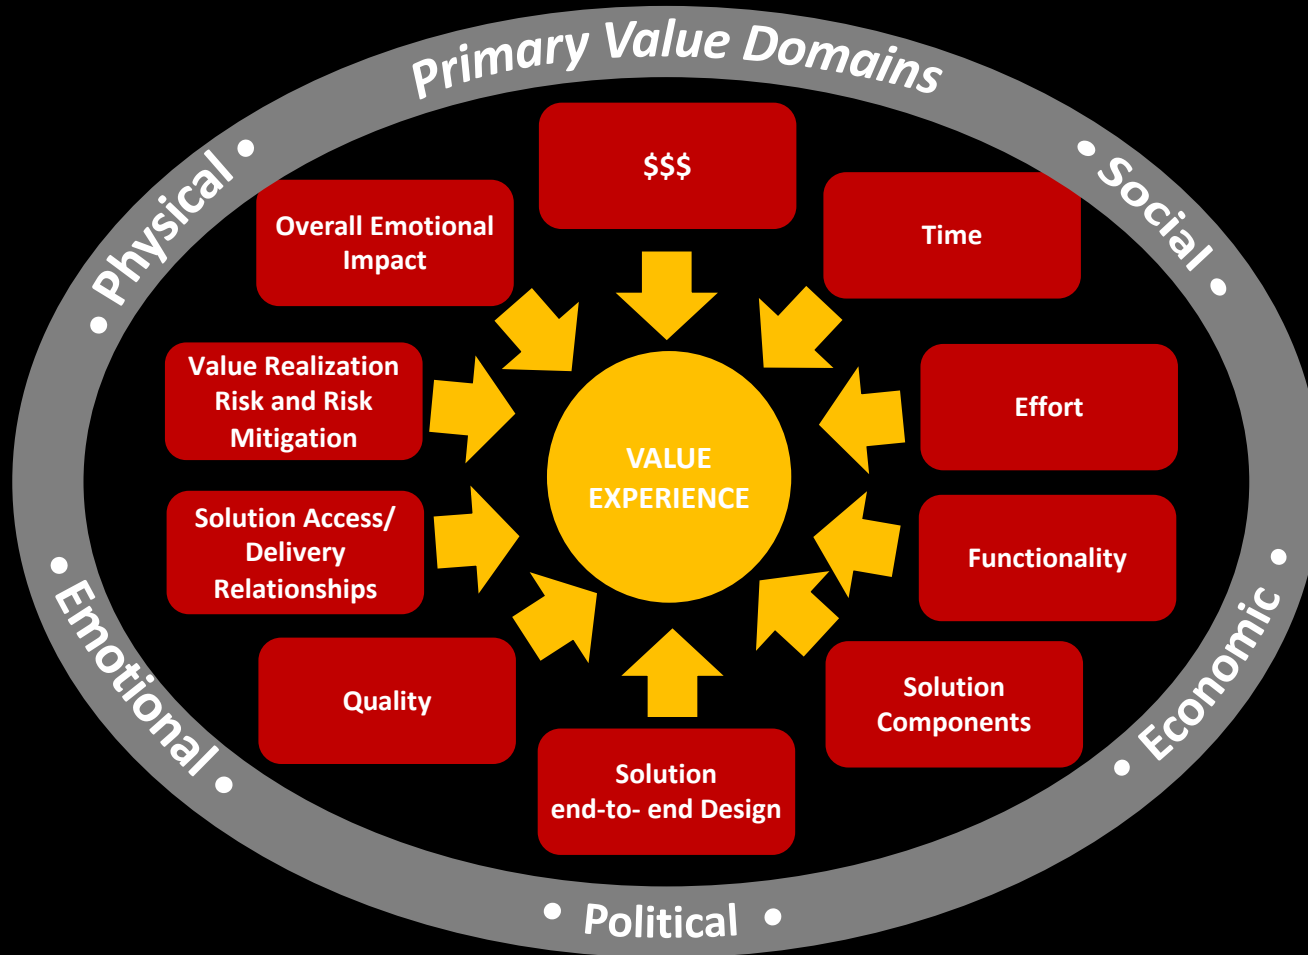 Primary Value Domains
• Physical •
• Social •
$$$
Overall Emotional
Impact
Time
Value Realization
Risk and Risk
Mitigation
Effort
VALUE
EXPERIENCE
Solution Access/
Delivery
Relationships
Functionality
Quality
Solution
Components
Solution
end-to- end Design
• Emotional •
• Economic •
• Political •